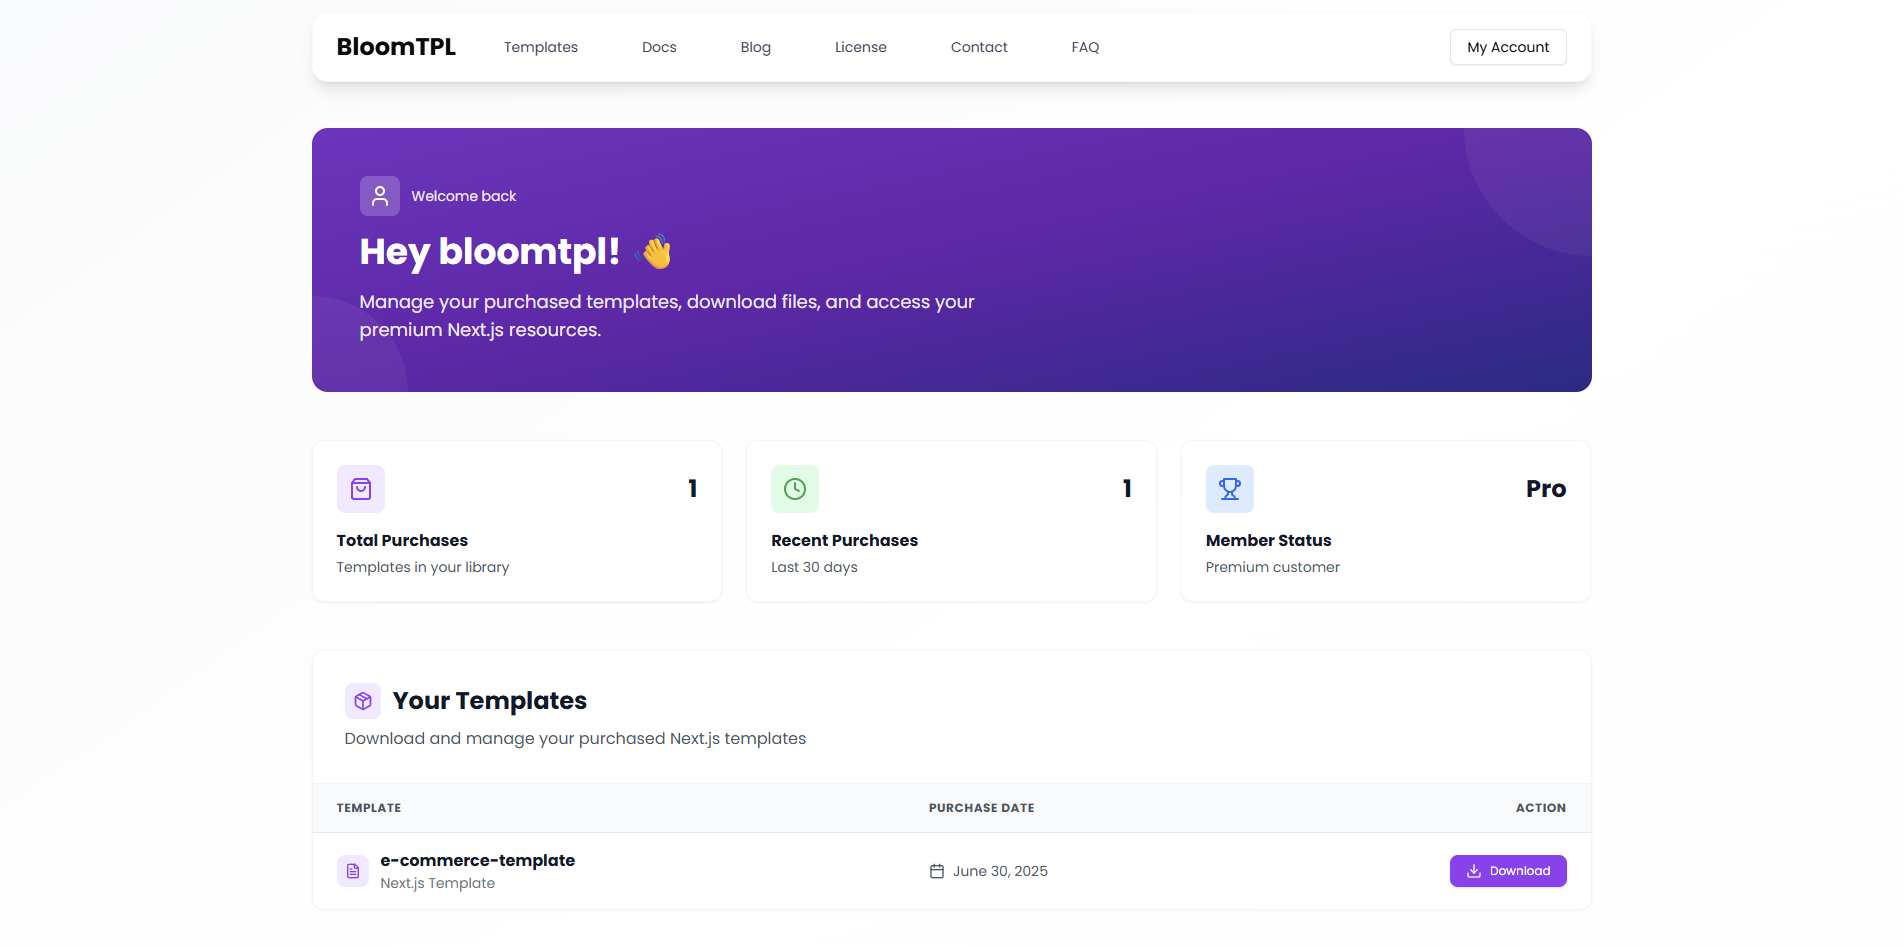 BloomTPL
Templates
Docs
Blog
License
Contact
FAQ
My Account
Welcome back
Hey bloomtpl! 👋
Manage your purchased templates, download files, and access your
premium Next.js resources.
1
Total Purchases
Templates in your library
1
Recent Purchases
Last 30 days
Pro
Member Status
Premium customer
Your Templates
Download and manage your purchased Next.js templates
TEMPLATE
PURCHASE DATE
ACTION
e-commerce-template
Next.js Template
June 30, 2025
Download